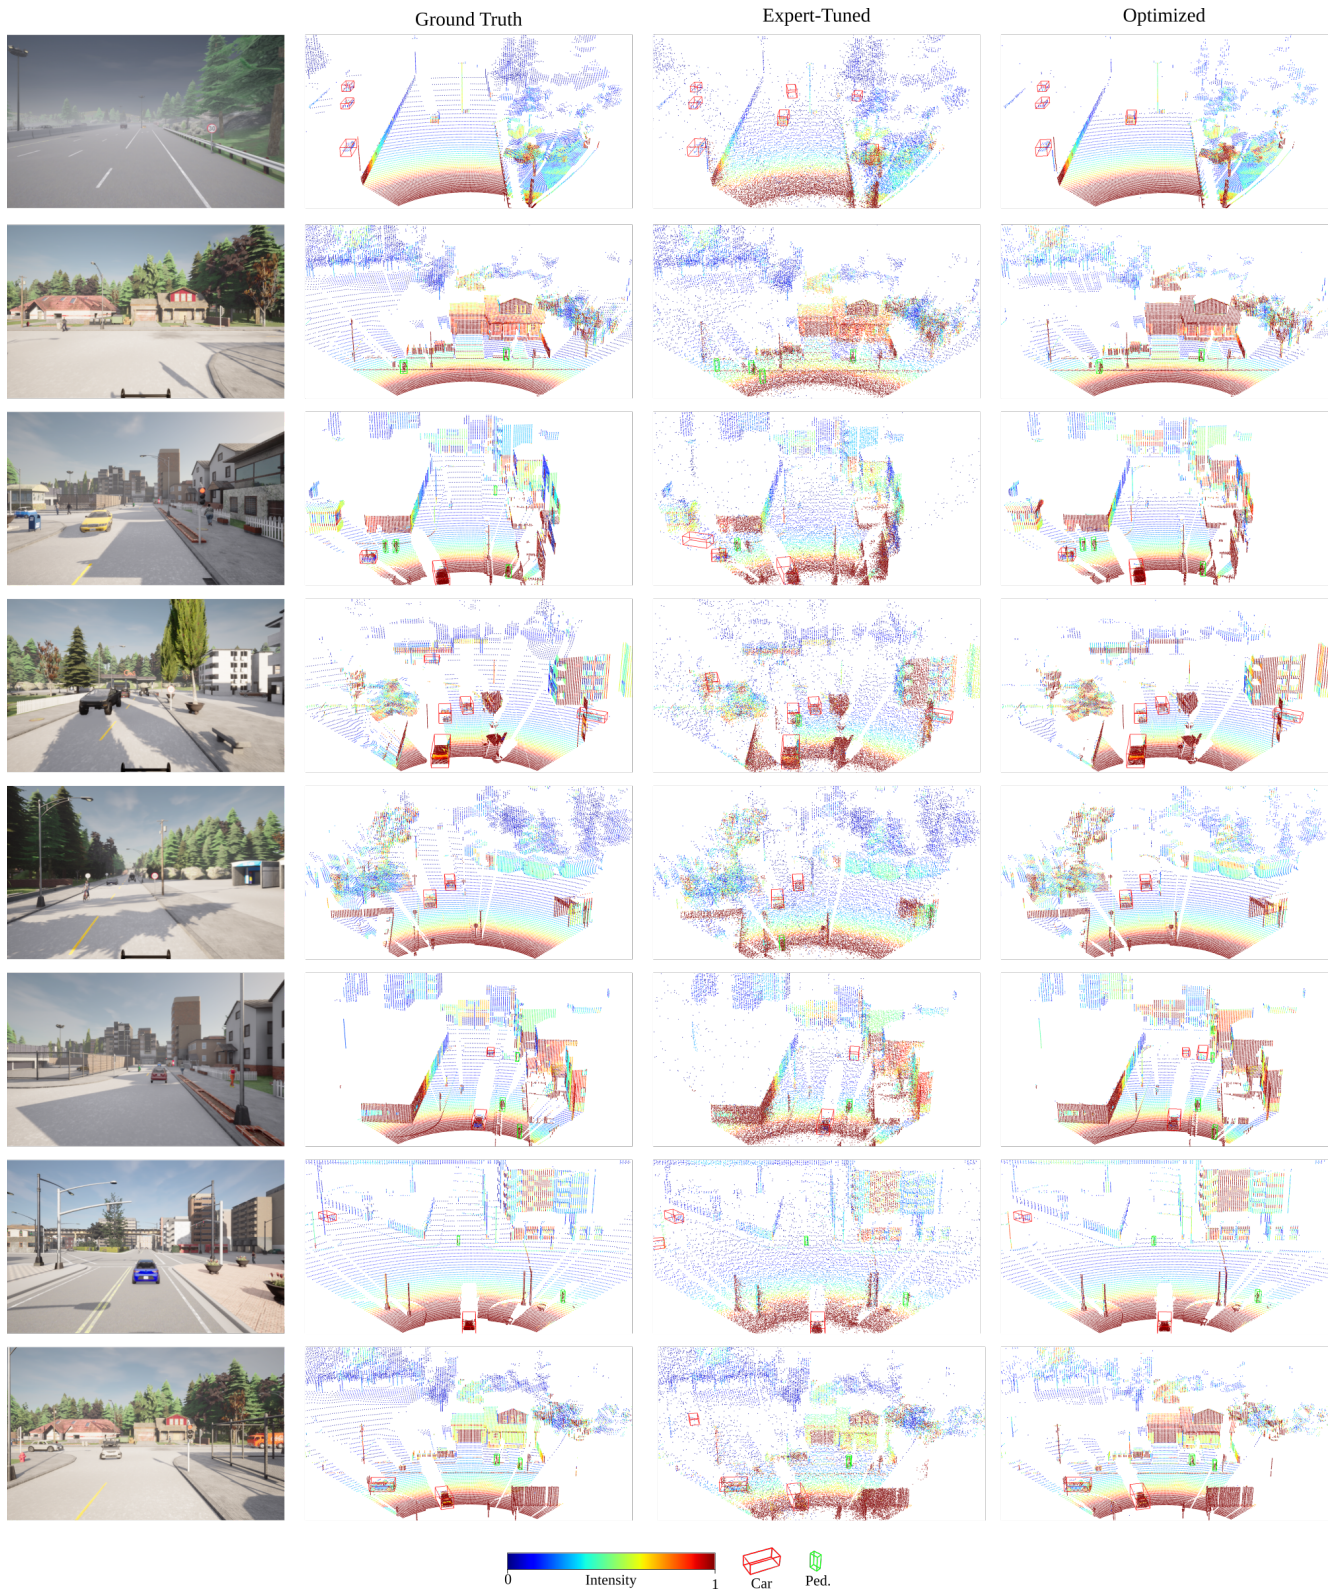 Ground Truth
Expert-Tuned
Optimized
0
Intensity
1
Car
Ped.